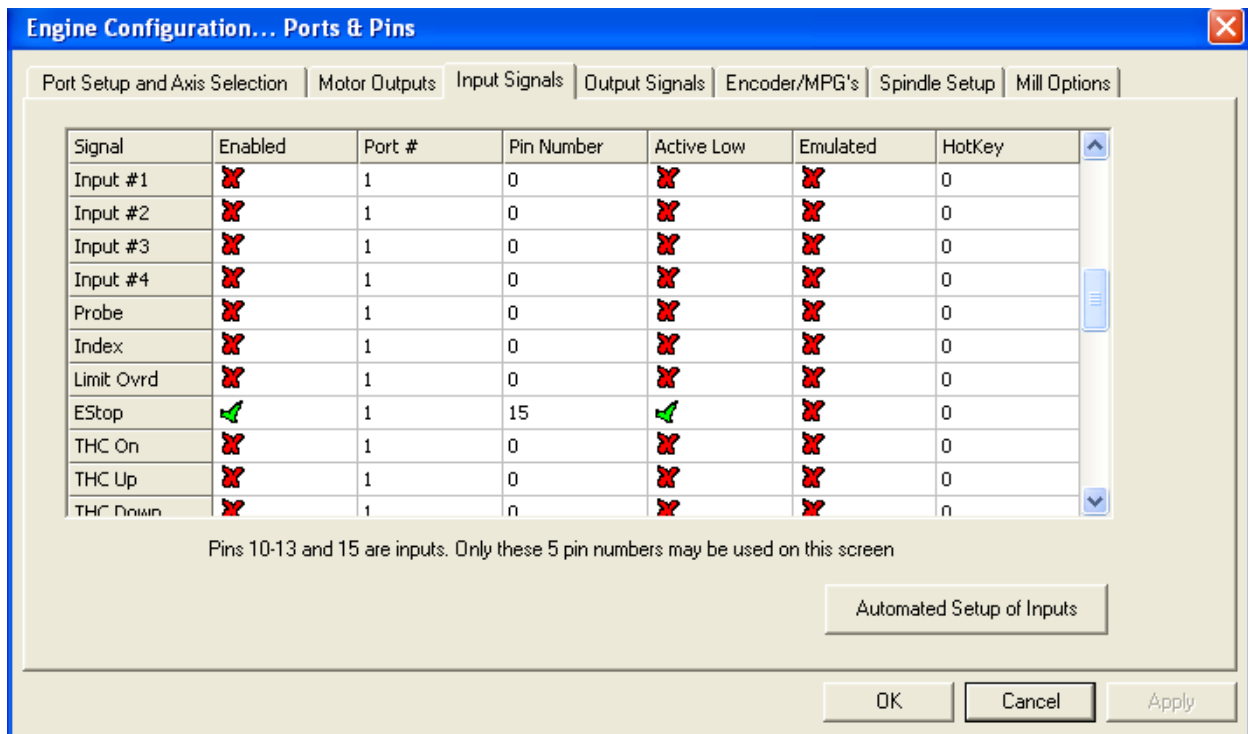 Engine Configuration... Ports & Pins
Port Setup and Axis Selection Motor Outputs Input Signals Output Signals Encoder/MPG's Spindle Setup Mill Options
Signal Enabled Port # Pin Number Active Low Emulated HotKey
Input #1 1 0 0
Input #2 1 0 0
Input #3 1 0 0
Input #4 1 0 0
Probe 1 0 0
Index 1 0 0
Limit Ovrd 1 0 0
EStop 1 15 0
THC On 1 0 0
THC Up 1 0 0
THC Down 1 0 0
Pins 10-13 and 15 are inputs. Only these 5 pin numbers may be used on this screen
Automated Setup of Inputs
OK Cancel Apply